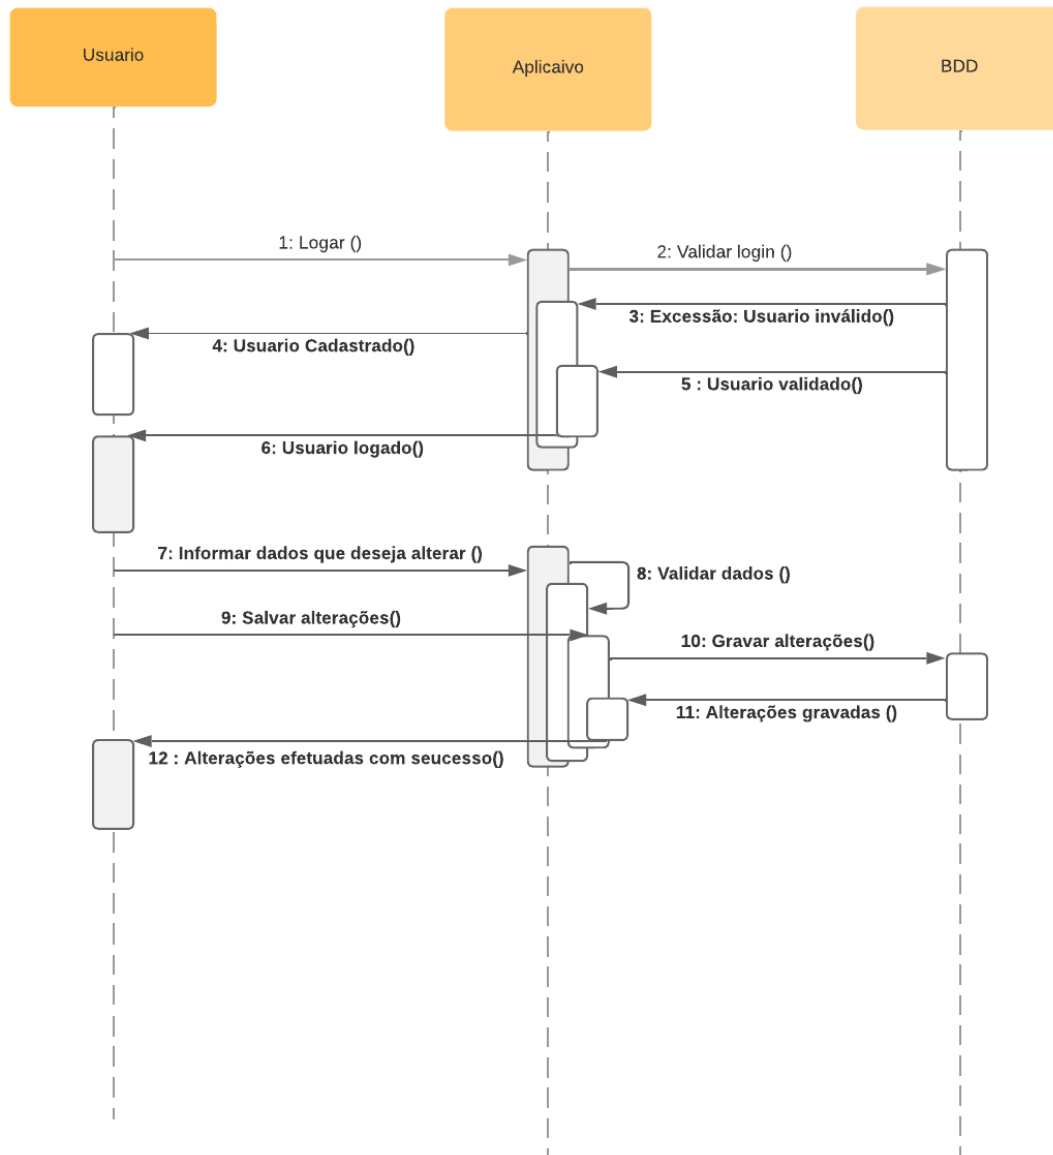 Usuario
Aplicaivo
BDD
1: Logar ()
2: Validar login ()
3: Excessão: Usuario inválido()
4: Usuario Cadastrado()
5 : Usuario validado()
6: Usuario logado()
7: Informar dados que deseja alterar ()
8: Validar dados ()
9: Salvar alterações()
10: Gravar alterações()
11: Alterações gravadas ()
12 : Alterações efetuadas com seucesso()